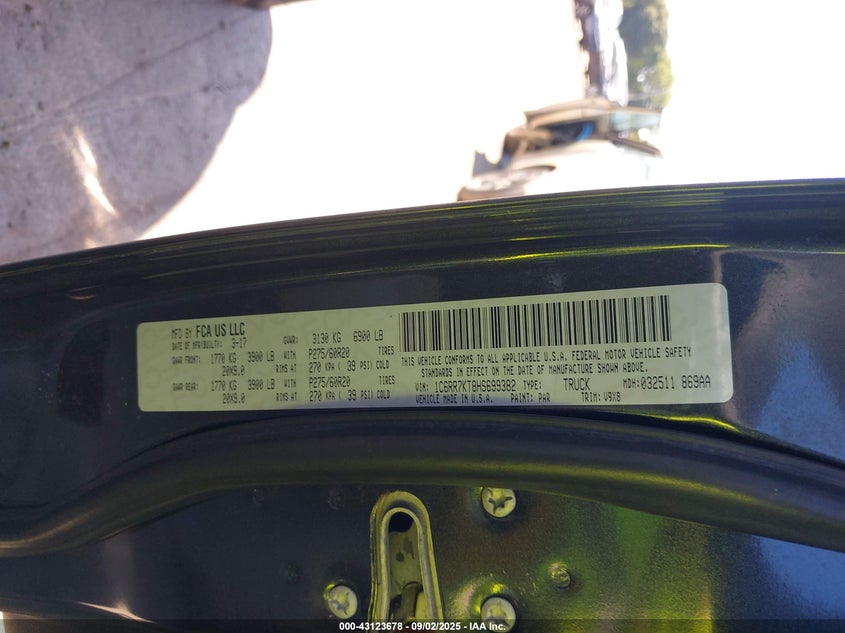 MFD BY FCA US LLC
DATE OF MFR(BUILT): 3-17
GVWR: 3130 KG 6900 LB
GAWR FRONT: 1770 KG 3900 LB WITH P275/60R20 TIRES
20X9.0 RIMS AT 270 KPA ( 39 PSI) COLD
GAWR REAR: 1770 KG 3900 LB WITH P275/60R20 TIRES
20X9.0 RIMS AT 270 KPA ( 39 PSI) COLD
THIS VEHICLE CONFORMS TO ALL APPLICABLE U.S.A. FEDERAL MOTOR VEHICLE SAFETY
STANDARDS IN EFFECT ON THE DATE OF MANUFACTURE SHOWN ABOVE.
VIN: 1C6RR7KT8HS699382 TYPE: TRUCK MDH: 032511 869AA
VEHICLE MADE IN U.S.A. PAINT: PAR TRIM: V9X8
000-43123678 - 09/02/2025 - IAA Inc.